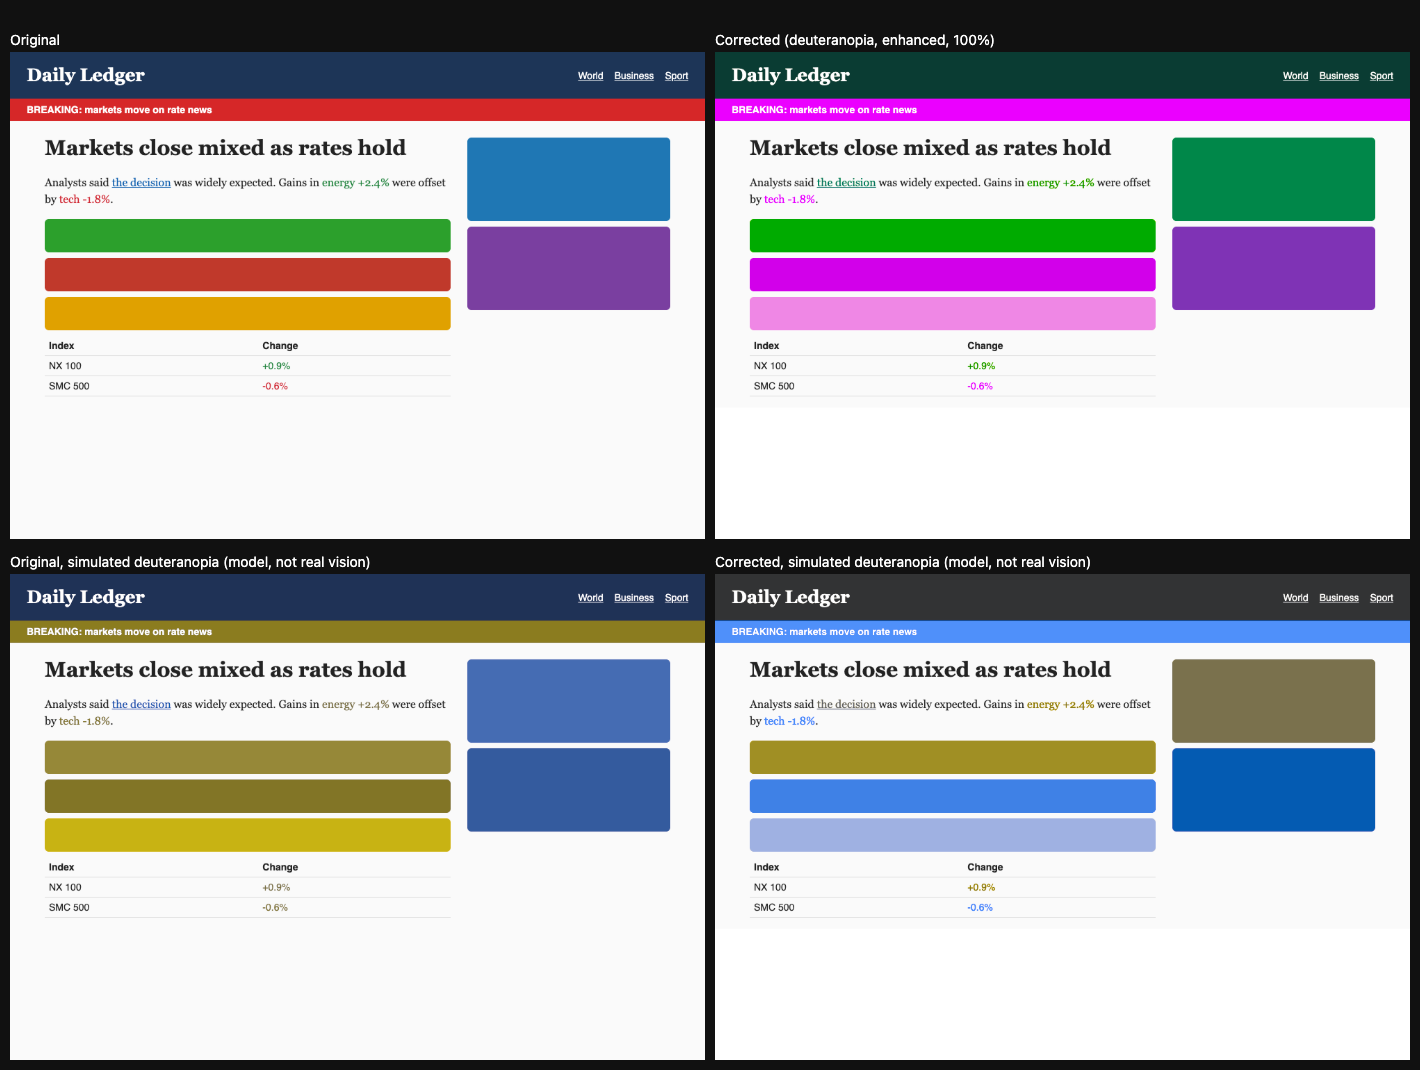 Original
Daily Ledger
World Business Sport
BREAKING: markets move on rate news
Markets close mixed as rates hold
Analysts said the decision was widely expected. Gains in energy +2.4% were offset
by tech -1.8%.
Index Change
NX 100 +0.9%
SMC 500 -0.6%
Corrected (deuteranopia, enhanced, 100%)
Daily Ledger
World Business Sport
BREAKING: markets move on rate news
Markets close mixed as rates hold
Analysts said the decision was widely expected. Gains in energy +2.4% were offset
by tech -1.8%.
Index Change
NX 100 +0.9%
SMC 500 -0.6%
Original, simulated deuteranopia (model, not real vision)
Daily Ledger
World Business Sport
BREAKING: markets move on rate news
Markets close mixed as rates hold
Analysts said the decision was widely expected. Gains in energy +2.4% were offset
by tech -1.8%.
Index Change
NX 100 +0.9%
SMC 500 -0.6%
Corrected, simulated deuteranopia (model, not real vision)
Daily Ledger
World Business Sport
BREAKING: markets move on rate news
Markets close mixed as rates hold
Analysts said the decision was widely expected. Gains in energy +2.4% were offset
by tech -1.8%.
Index Change
NX 100 +0.9%
SMC 500 -0.6%